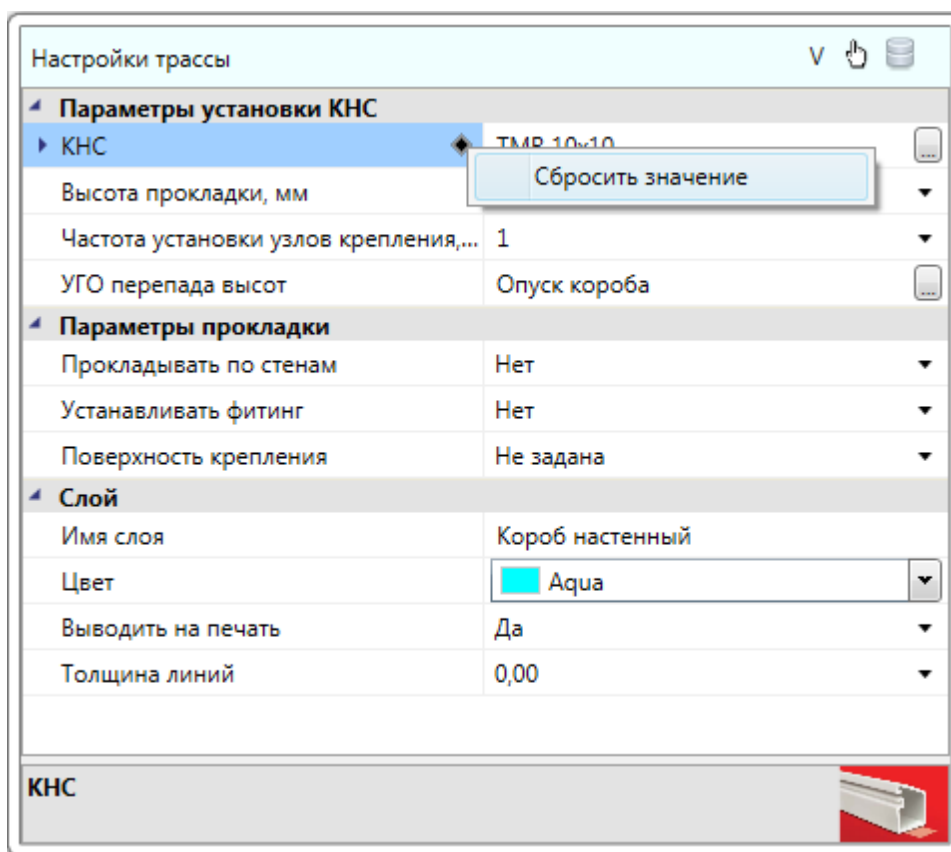 Настройки трассы V
Параметры установки КНС
КНС TMR 10x10 ...
Сбросить значение
Высота прокладки, мм
Частота установки узлов крепления,... 1
УГО перепада высот Опуск короба ...
Параметры прокладки
Прокладывать по стенам Нет
Устанавливать фитинг Нет
Поверхность крепления Не задана
Слой
Имя слоя Короб настенный
Цвет Aqua
Выводить на печать Да
Толщина линий 0,00
КНС